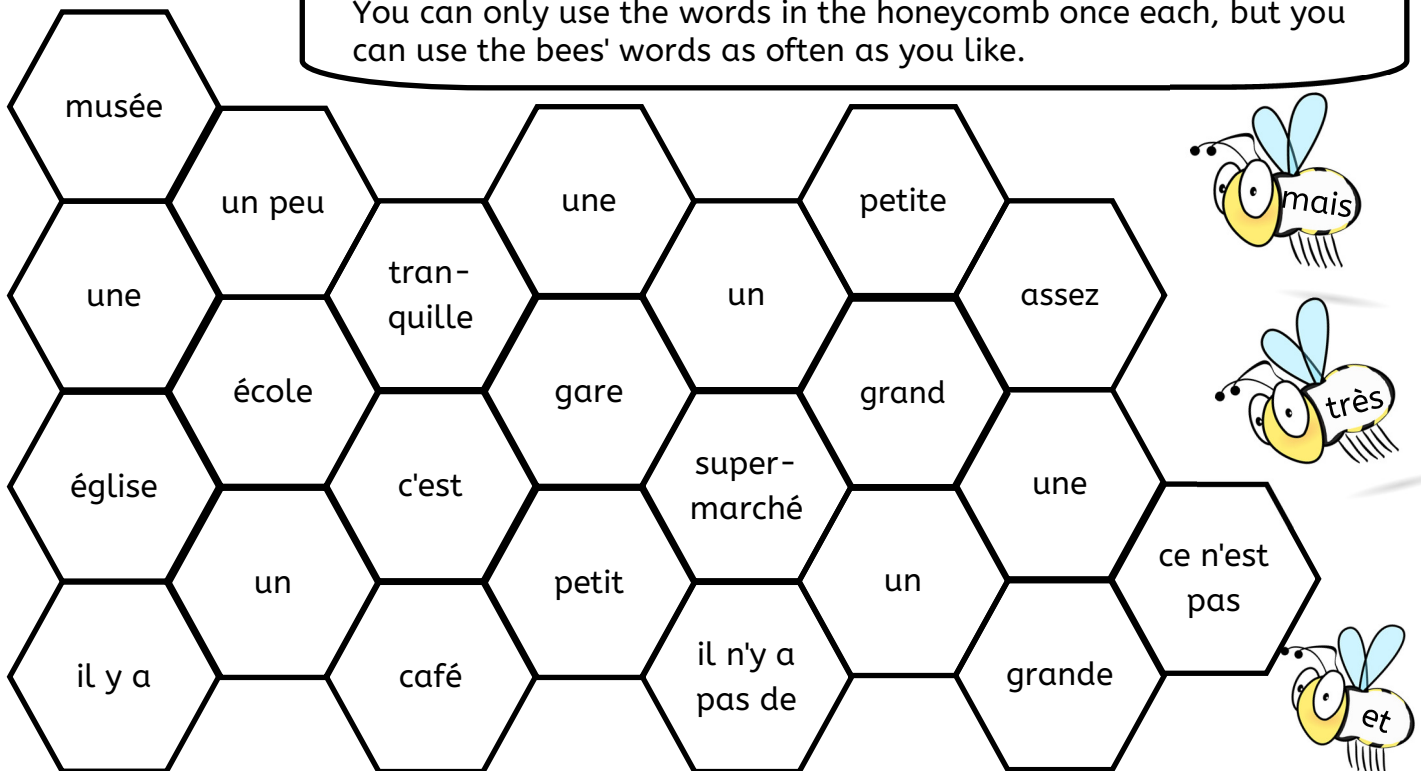 You can only use the words in the honeycomb once each, but you
can use the bees' words as often as you like.
musée
une
église
il y a
un peu
école
un
tran-
quille
c'est
café
une
gare
petit
un
super-
marché
il n'y a
pas de
petite
grand
un
assez
une
grande
ce n'est
pas
mais
très
et